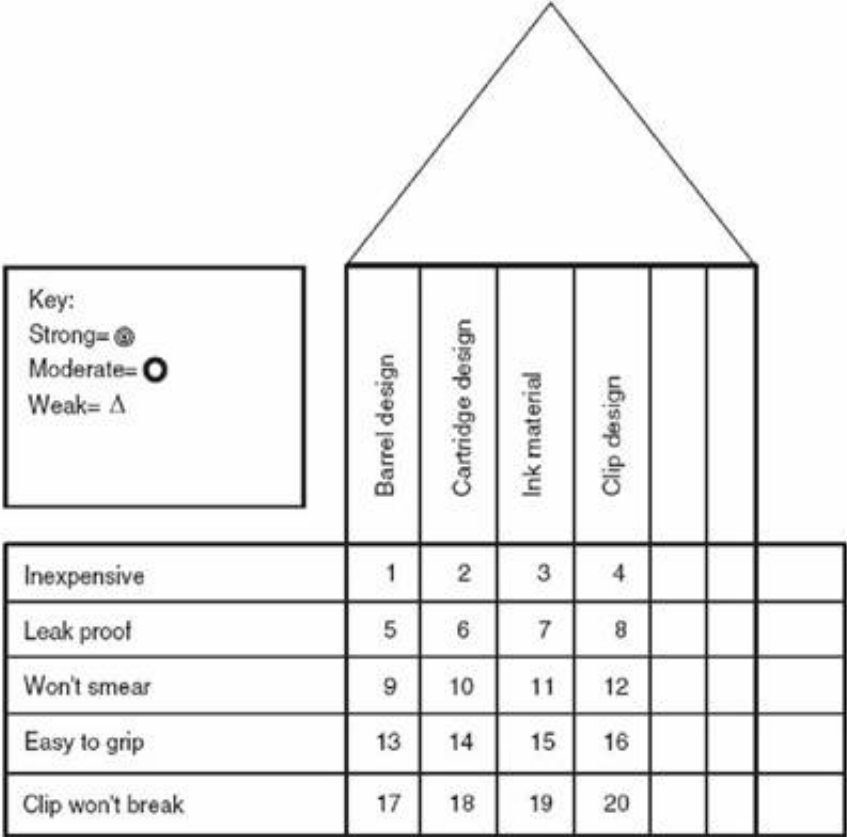 Key:
Strong= ◎
Moderate= O
Weak= Δ
Barrel design
Cartridge design
Ink material
Clip design
Inexpensive 1 2 3 4
Leak proof 5 6 7 8
Won't smear 9 10 11 12
Easy to grip 13 14 15 16
Clip won't break 17 18 19 20